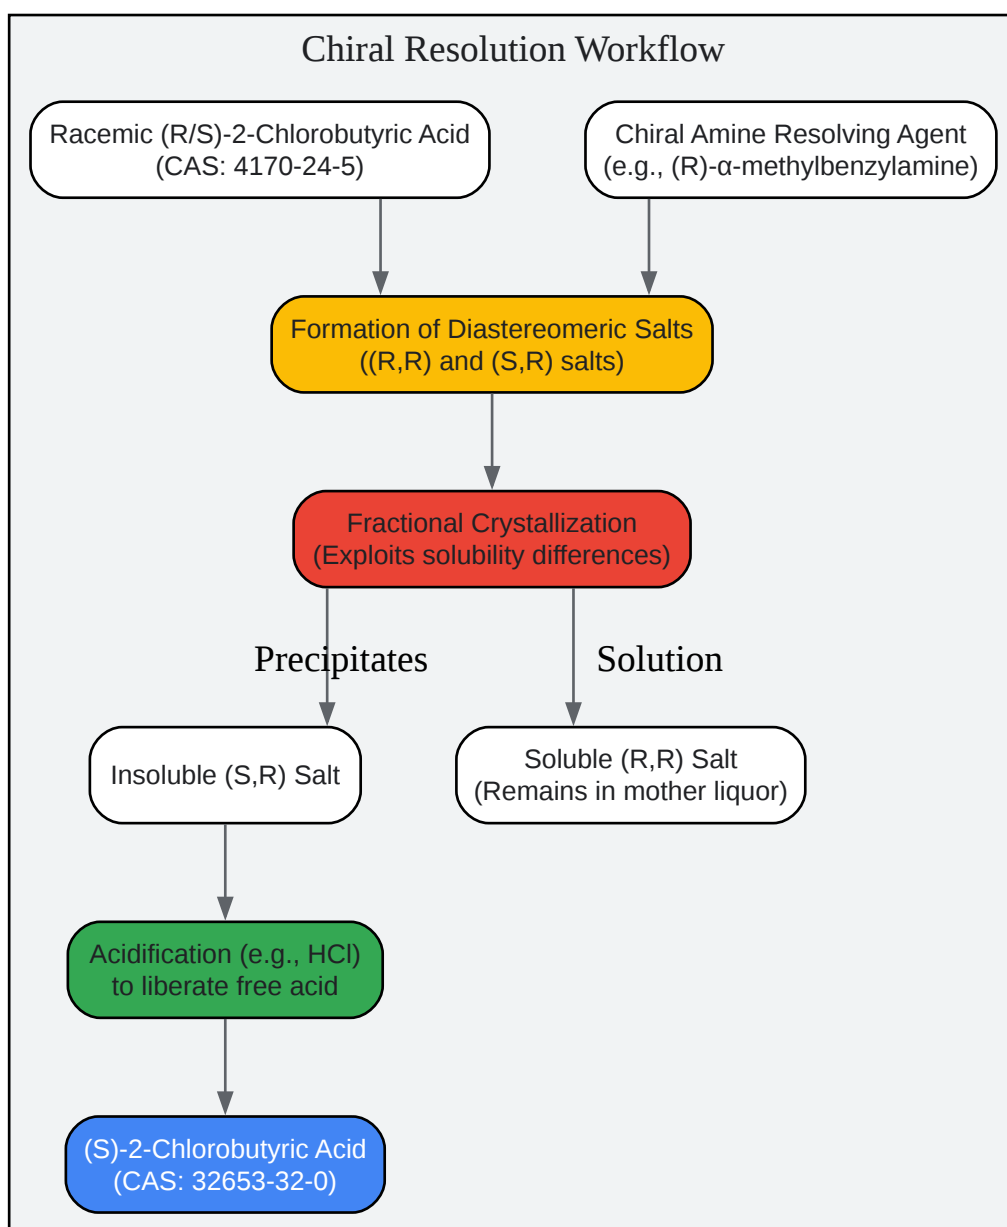 Chiral Resolution Workflow
Racemic (R/S)-2-Chlorobutyric Acid
(CAS: 4170-24-5)
Chiral Amine Resolving Agent
(e.g., (R)-α-methylbenzylamine)
Formation of Diastereomeric Salts
((R,R) and (S,R) salts)
Fractional Crystallization
(Exploits solubility differences)
Precipitates
Solution
Insoluble (S,R) Salt
Soluble (R,R) Salt
(Remains in mother liquor)
Acidification (e.g., HCl)
to liberate free acid
(S)-2-Chlorobutyric Acid
(CAS: 32653-32-0)